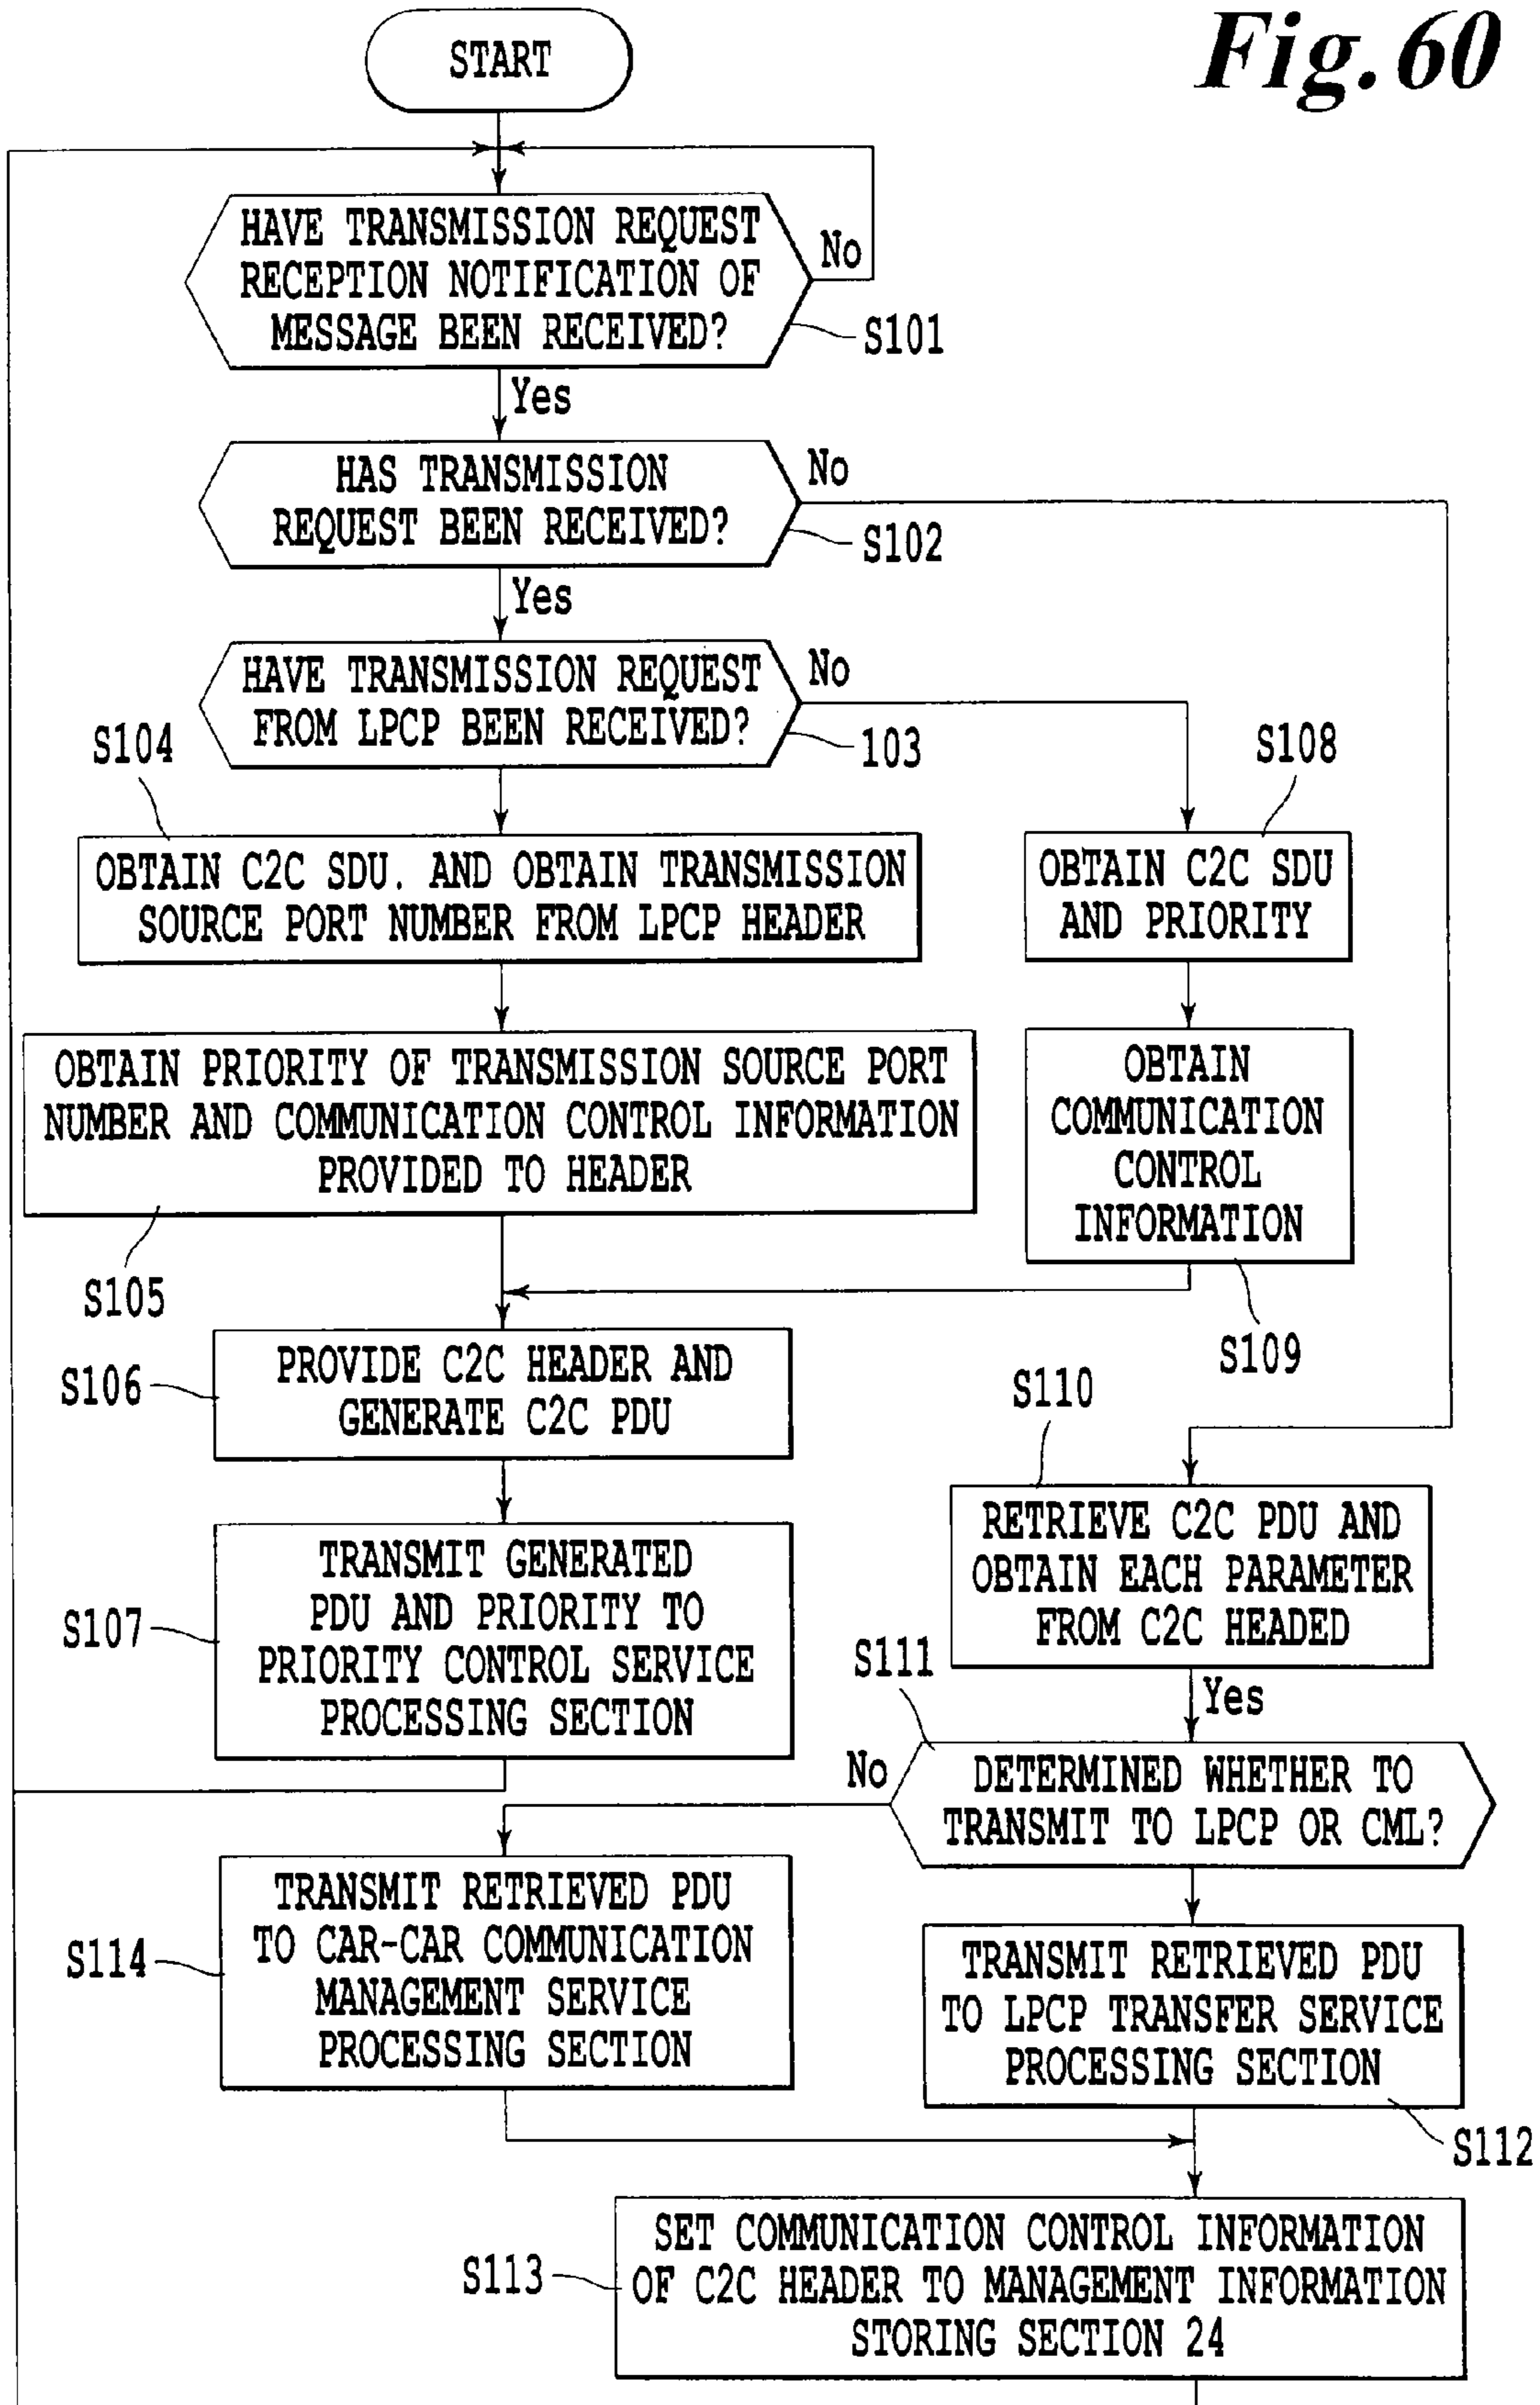 Fig. 60
START
HAVE TRANSMISSION REQUEST
RECEPTION NOTIFICATION OF
MESSAGE BEEN RECEIVED?
No
S101
Yes
HAS TRANSMISSION
REQUEST BEEN RECEIVED?
No
S102
Yes
HAVE TRANSMISSION REQUEST
FROM LPCP BEEN RECEIVED?
No
103
S104
OBTAIN C2C SDU. AND OBTAIN TRANSMISSION
SOURCE PORT NUMBER FROM LPCP HEADER
S108
OBTAIN C2C SDU
AND PRIORITY
OBTAIN PRIORITY OF TRANSMISSION SOURCE PORT
NUMBER AND COMMUNICATION CONTROL INFORMATION
PROVIDED TO HEADER
S105
OBTAIN
COMMUNICATION
CONTROL
INFORMATION
S109
PROVIDE C2C HEADER AND
GENERATE C2C PDU
S106
S110
TRANSMIT GENERATED
PDU AND PRIORITY TO
PRIORITY CONTROL SERVICE
PROCESSING SECTION
S107
RETRIEVE C2C PDU AND
OBTAIN EACH PARAMETER
FROM C2C HEADED
S111
Yes
No
DETERMINED WHETHER TO
TRANSMIT TO LPCP OR CML?
TRANSMIT RETRIEVED PDU
TO CAR-CAR COMMUNICATION
MANAGEMENT SERVICE
PROCESSING SECTION
S114
TRANSMIT RETRIEVED PDU
TO LPCP TRANSFER SERVICE
PROCESSING SECTION
S112
SET COMMUNICATION CONTROL INFORMATION
OF C2C HEADER TO MANAGEMENT INFORMATION
STORING SECTION 24
S113